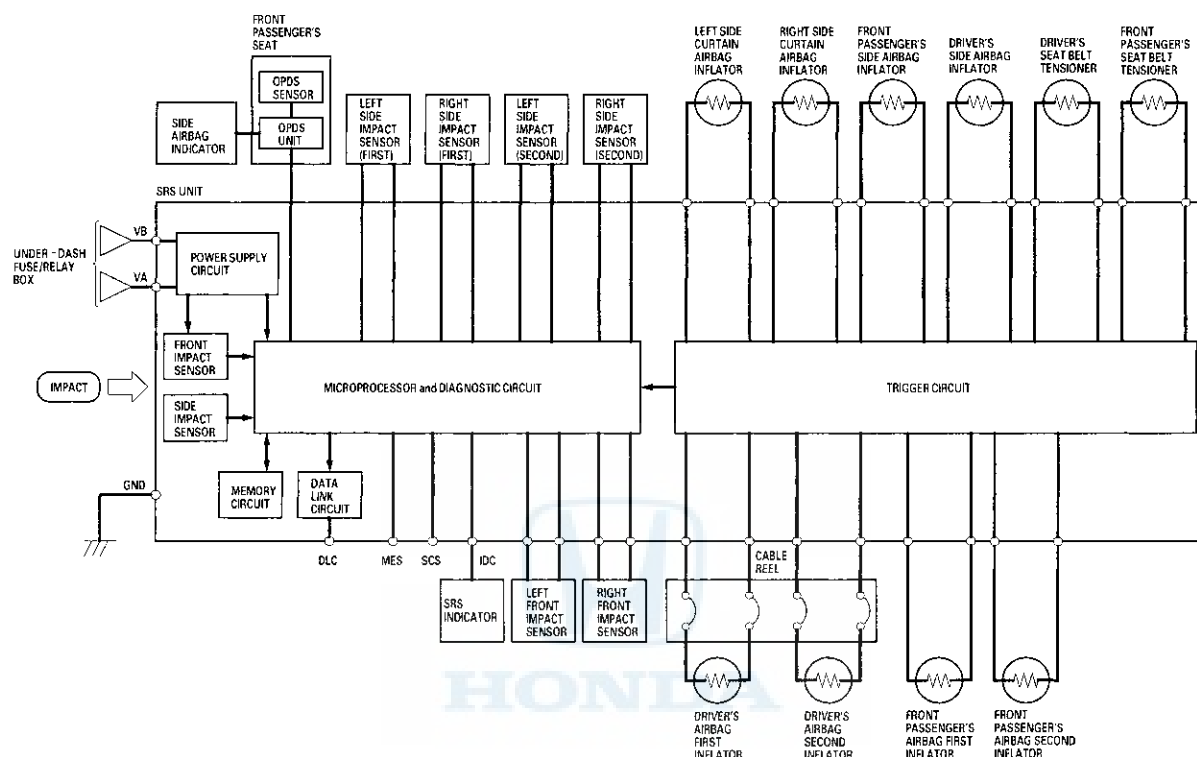 FRONT
PASSENGER'S
SEAT
OPDS
SENSOR
OPDS
UNIT
SIDE
AIRBAG
INDICATOR
LEFT
SIDE
IMPACT
SENSOR
(FIRST)
RIGHT
SIDE
IMPACT
SENSOR
(FIRST)
LEFT
SIDE
IMPACT
SENSOR
(SECOND)
RIGHT
SIDE
IMPACT
SENSOR
(SECOND)
LEFT SIDE
CURTAIN
AIRBAG
INFLATOR
RIGHT SIDE
CURTAIN
AIRBAG
INFLATOR
FRONT
PASSENGER'S
SIDE AIRBAG
INFLATOR
DRIVER'S
SIDE AIRBAG
INFLATOR
DRIVER'S
SEAT BELT
TENSIONER
FRONT
PASSENGER'S
SEAT BELT
TENSIONER
SRS UNIT
UNDER-DASH
FUSE/RELAY
BOX
VB
VA
POWER SUPPLY
CIRCUIT
FRONT
IMPACT
SENSOR
IMPACT
SIDE
IMPACT
SENSOR
MICROPROCESSOR and DIAGNOSTIC CIRCUIT
TRIGGER CIRCUIT
GND
MEMORY
CIRCUIT
DATA
LINK
CIRCUIT
DLC
MES
SCS
IDC
CABLE
REEL
SRS
INDICATOR
LEFT
FRONT
IMPACT
SENSOR
RIGHT
FRONT
IMPACT
SENSOR
HONDA
DRIVER'S
AIRBAG
FIRST
INFLATOR
DRIVER'S
AIRBAG
SECOND
INFLATOR
FRONT
PASSENGER'S
AIRBAG FIRST
INFLATOR
FRONT
PASSENGER'S
AIRBAG SECOND
INFLATOR